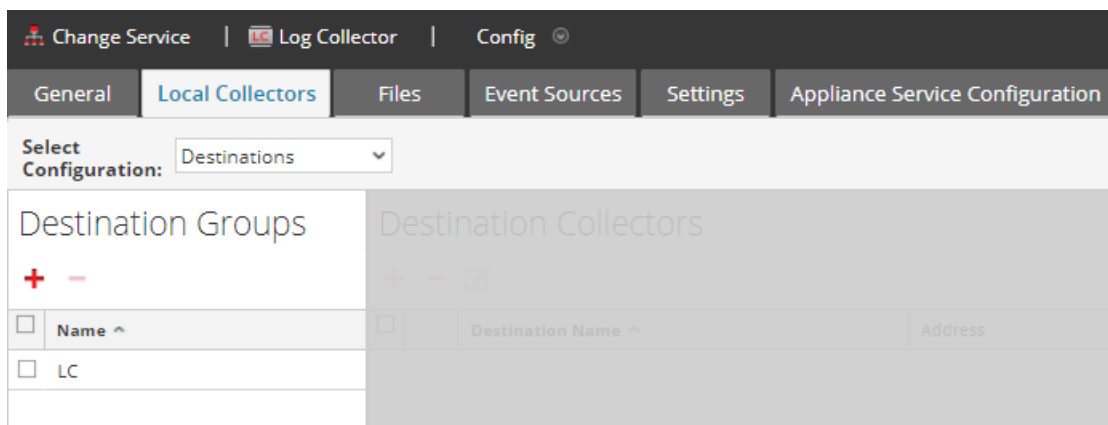 Change Service | LC Log Collector | Config
General Local Collectors Files Event Sources Settings Appliance Service Configuration
Select
Configuration: Destinations
Destination Groups Destination Collectors
Name Destination Name Address
LC